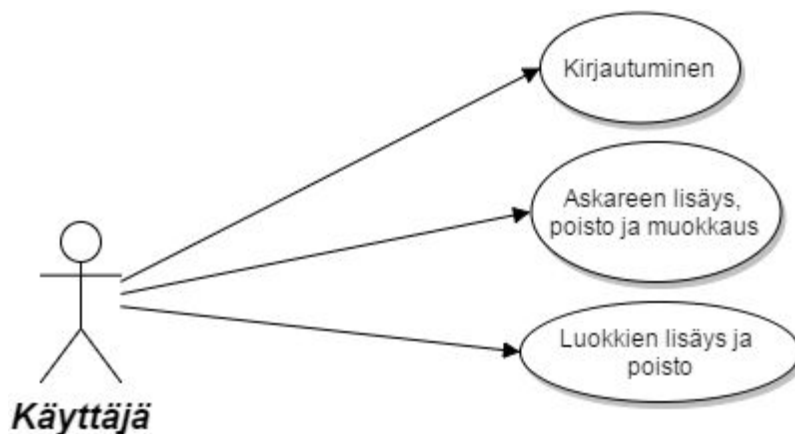 Kirjautuminen
Askareen lisäys,
poisto ja muokkaus
Luokkien lisäys ja
poisto
Käyttäjä